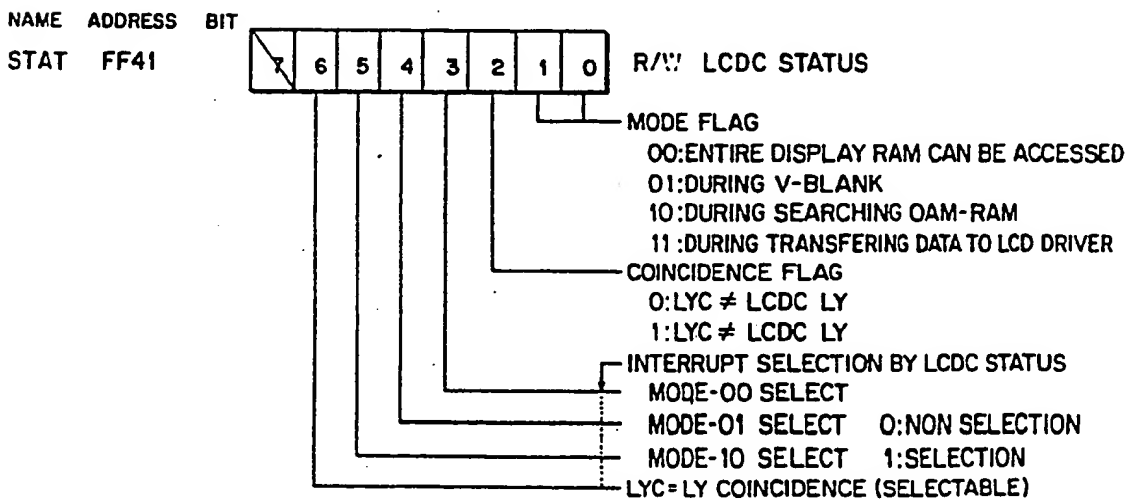 NAME ADDRESS BIT
STAT FF41 7 6 5 4 3 2 1 0 R/W LCDC STATUS
MODE FLAG
00:ENTIRE DISPLAY RAM CAN BE ACCESSED
01:DURING V-BLANK
10:DURING SEARCHING OAM-RAM
11:DURING TRANSFERING DATA TO LCD DRIVER
COINCIDENCE FLAG
0:LYC ≠ LCDC LY
1:LYC ≠ LCDC LY
INTERRUPT SELECTION BY LCDC STATUS
MODE-00 SELECT
MODE-01 SELECT 0:NON SELECTION
MODE-10 SELECT 1:SELECTION
LYC=LY COINCIDENCE (SELECTABLE)